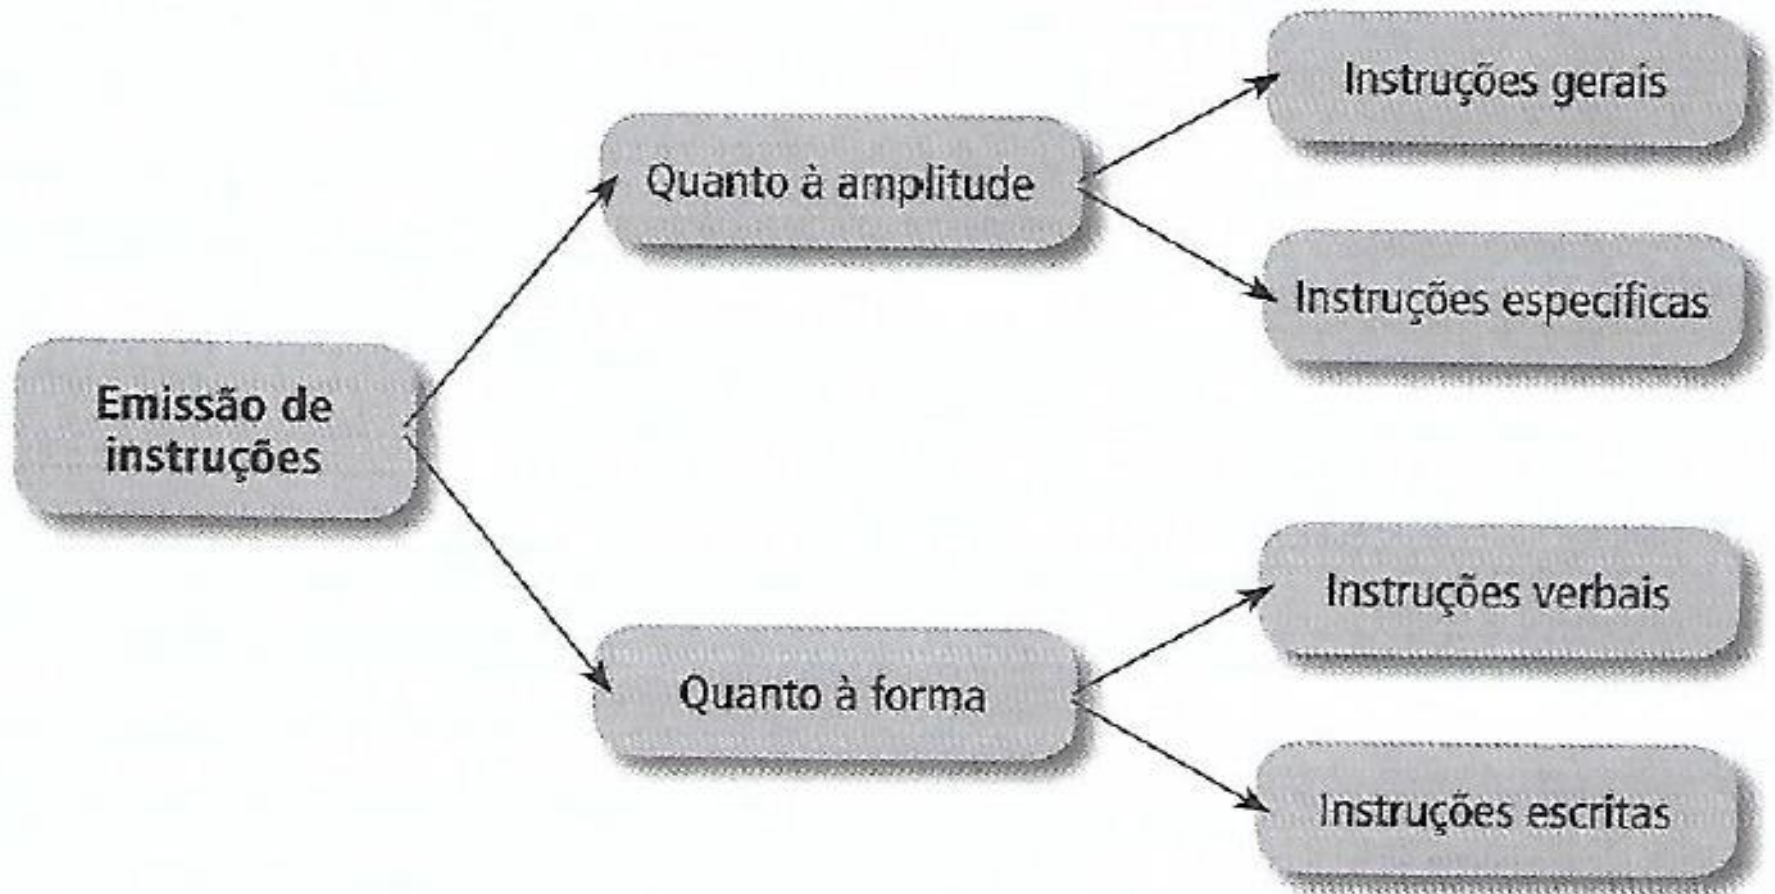 Emissão de
instruções
Quanto à amplitude
Instruções gerais
Instruções específicas
Quanto à forma
Instruções verbais
Instruções escritas